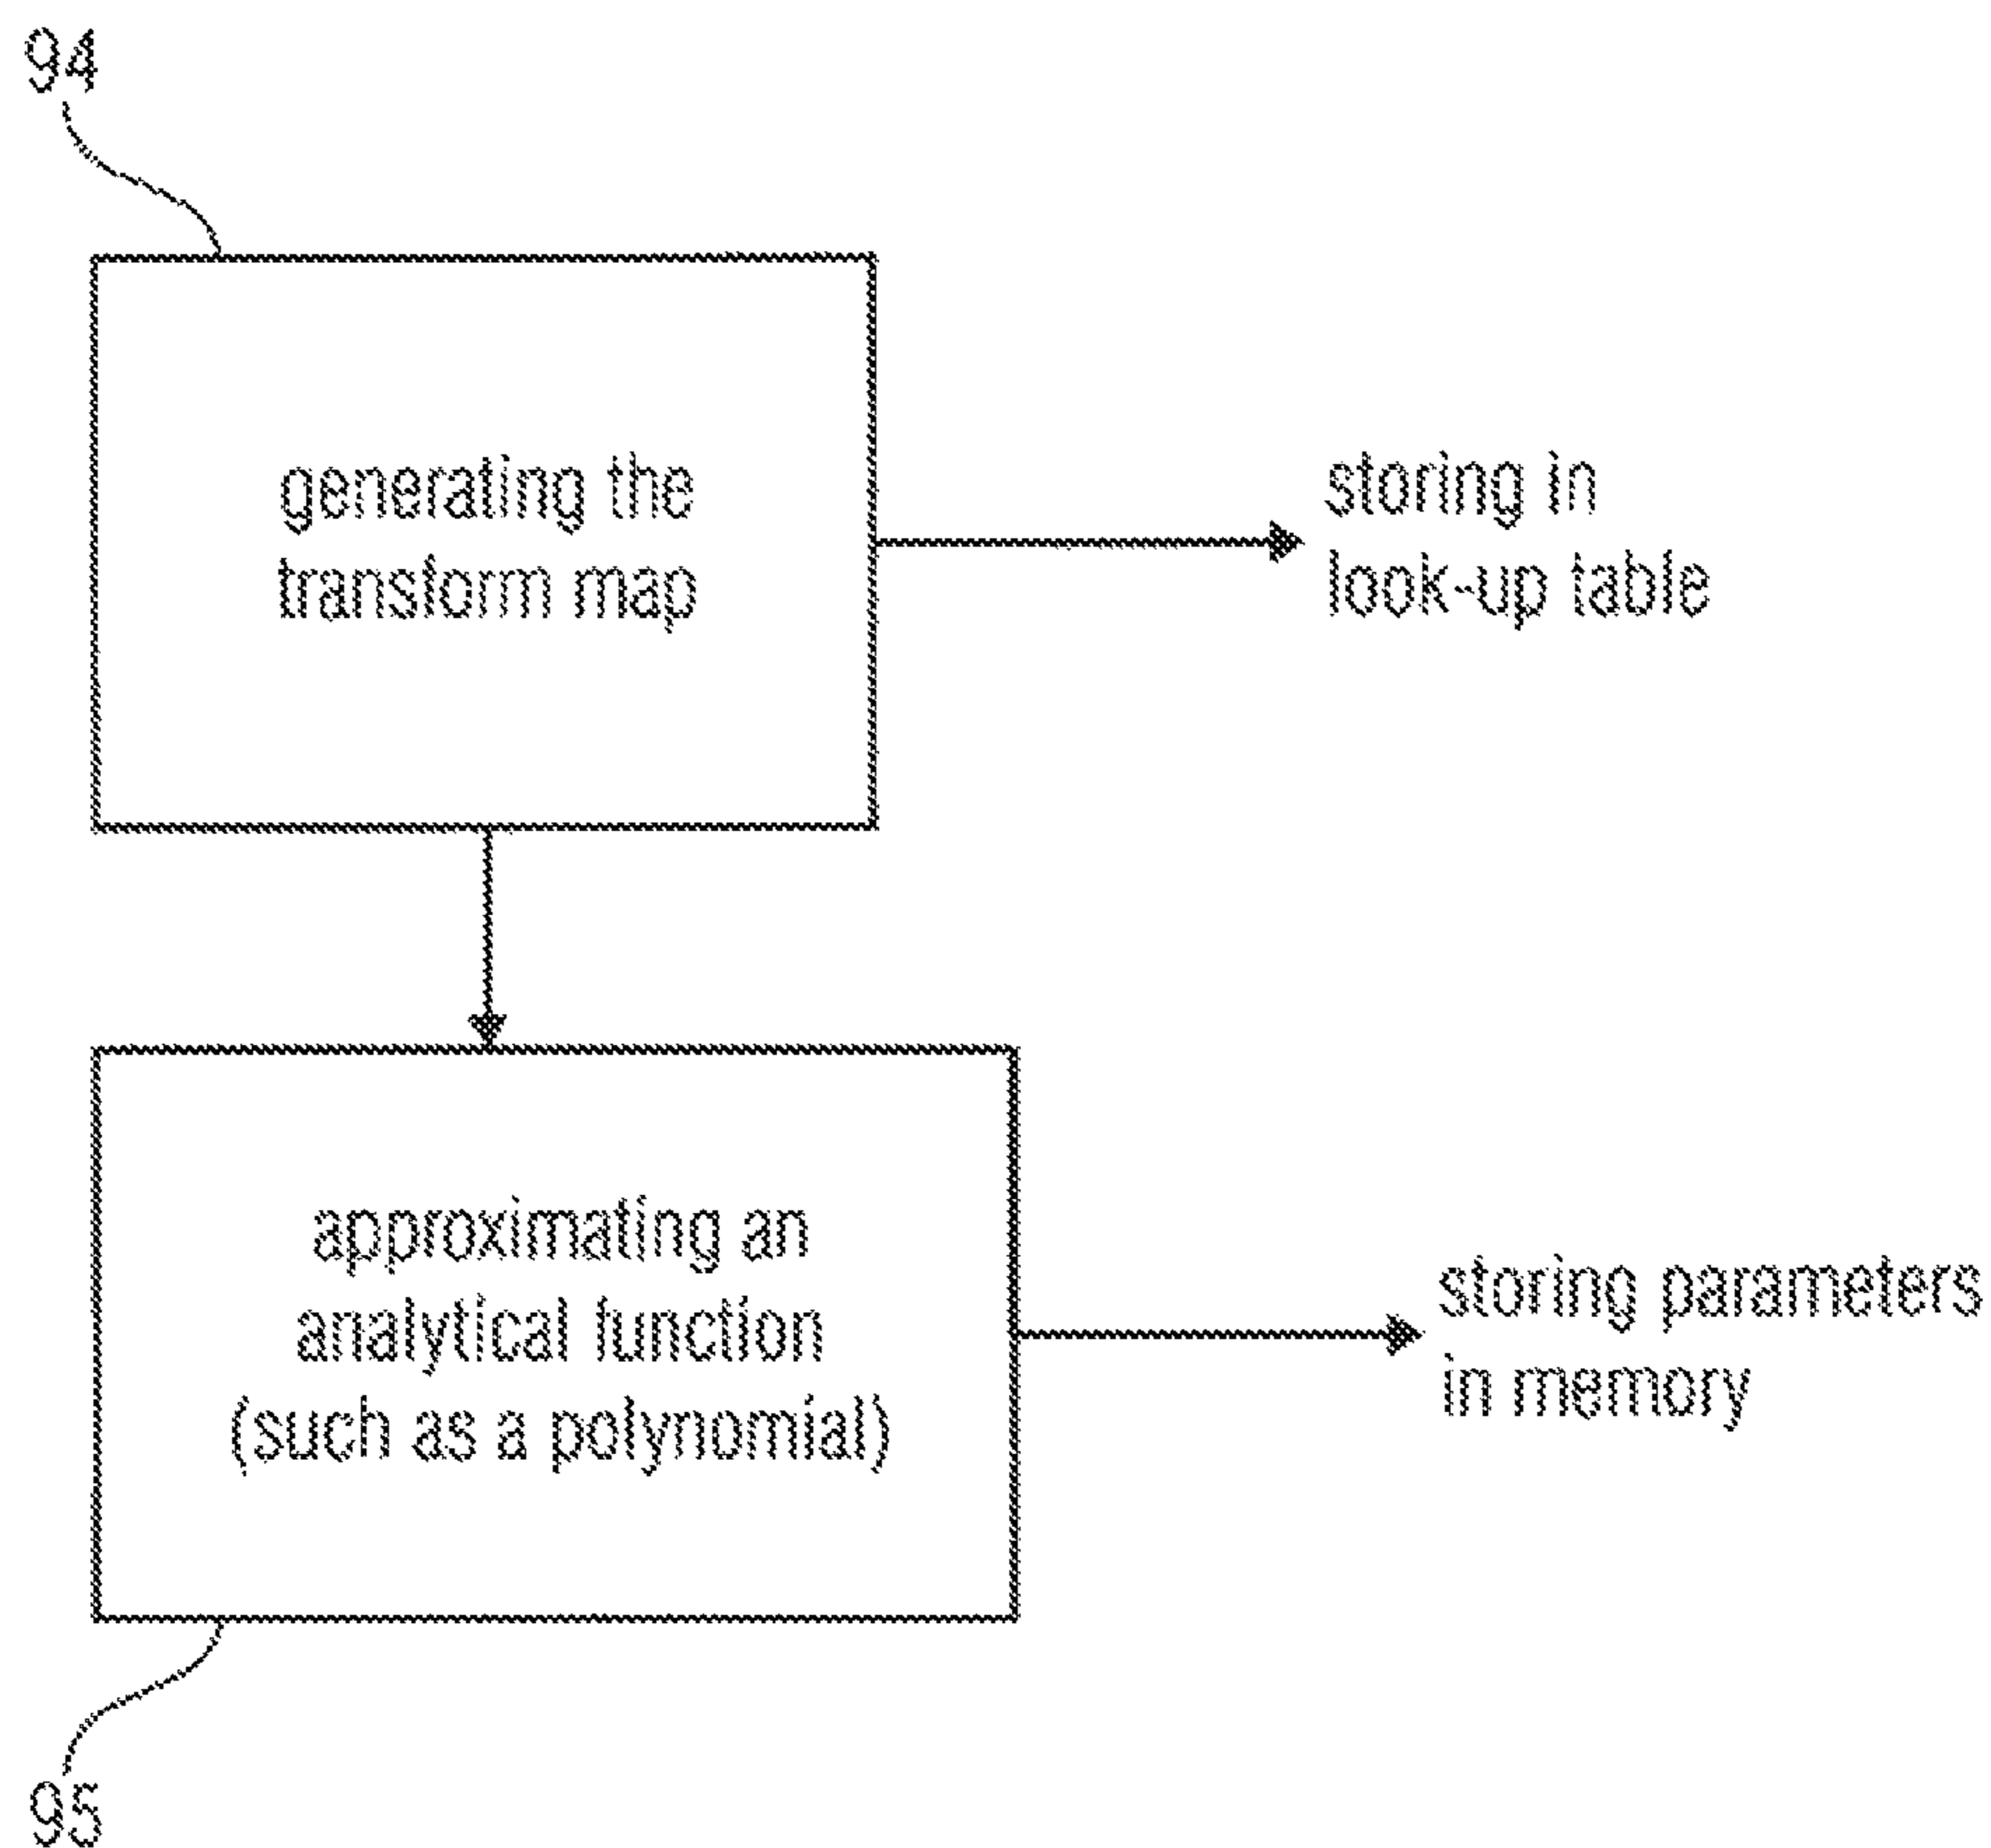 94
generating the
transform map
storing in
look-up table
approximating an
analytical function
(such as a polynomial)
storing parameters
in memory
95